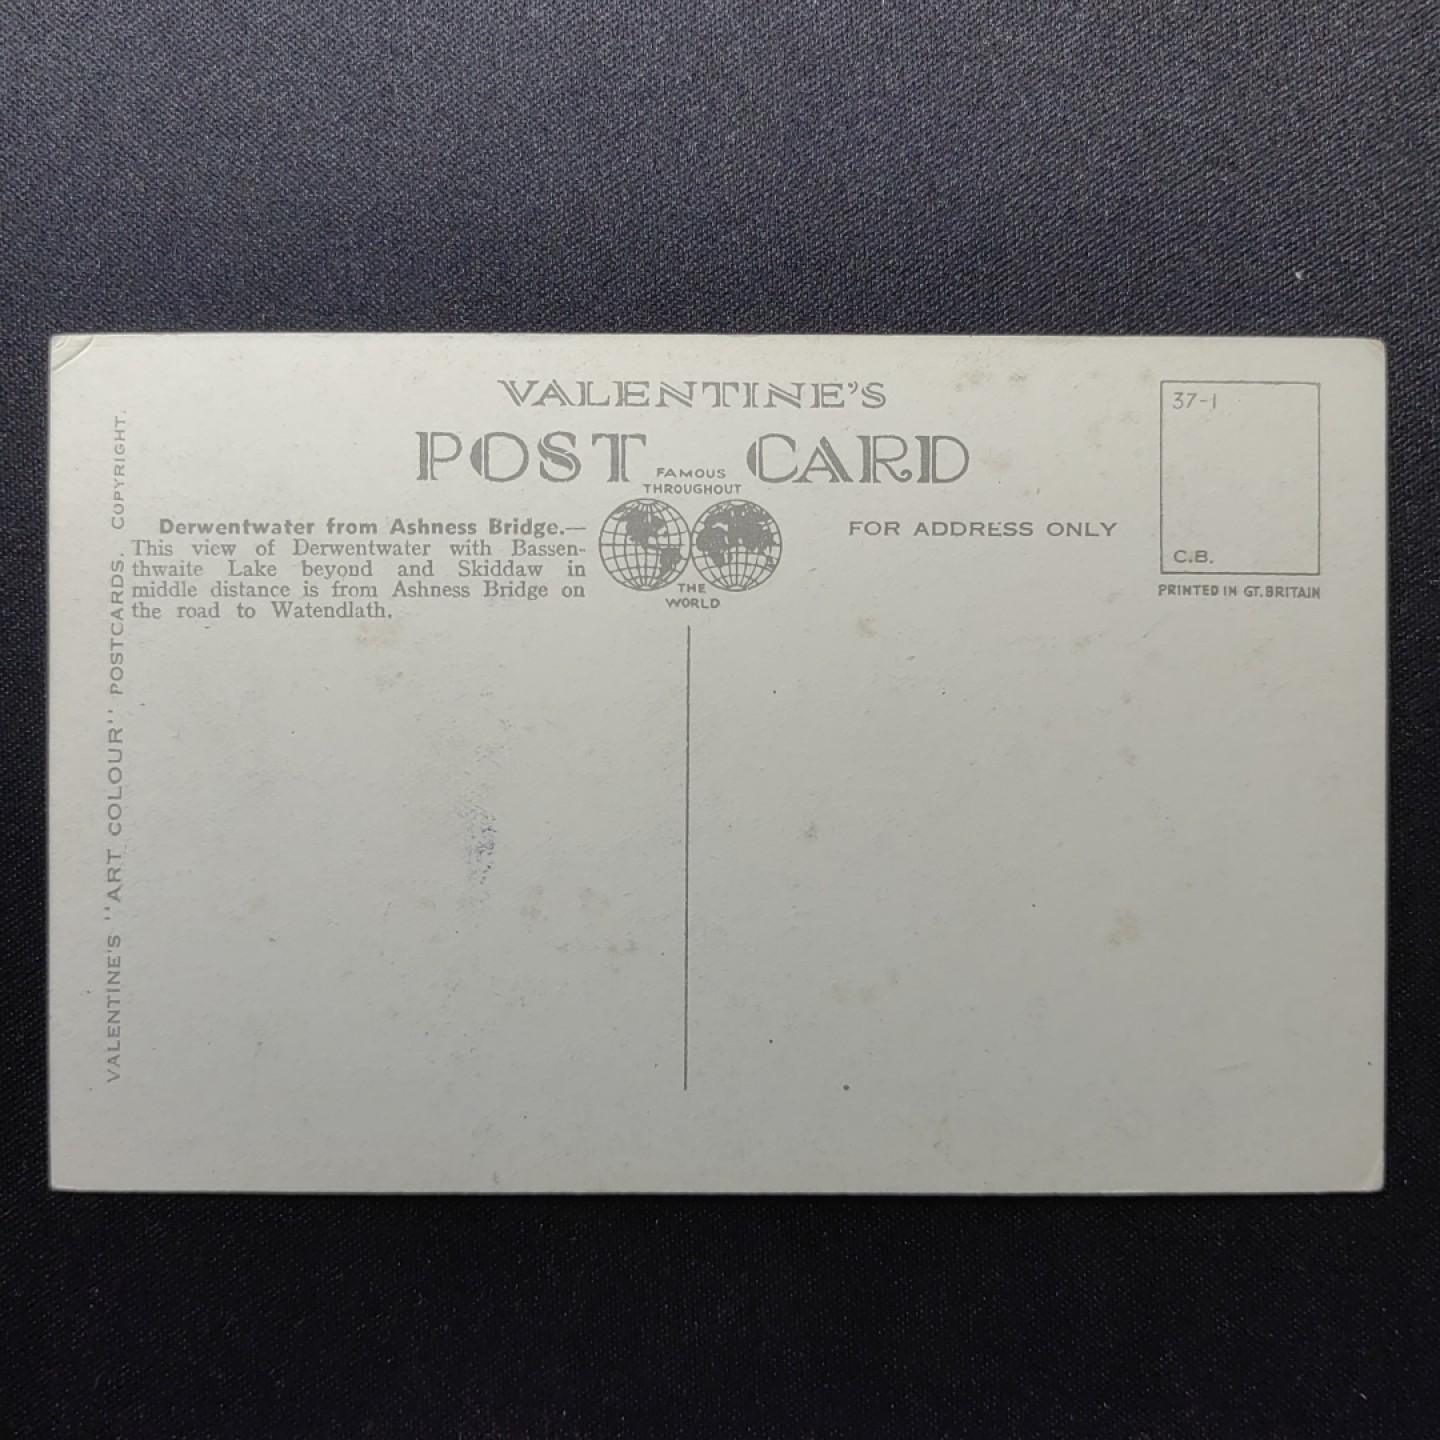 VALENTINE'S
POST CARD
FAMOUS
THROUGHOUT
THE
WORLD
Derwentwater from Ashness Bridge.—
This view of Derwentwater with Bassen-
thwaite Lake beyond and Skiddaw in
middle distance is from Ashness Bridge on
the road to Watendlath.
FOR ADDRESS ONLY
37-1
C.B.
PRINTED IN GT. BRITAIN
VALENTINE'S "ART COLOUR" POSTCARDS. COPYRIGHT.